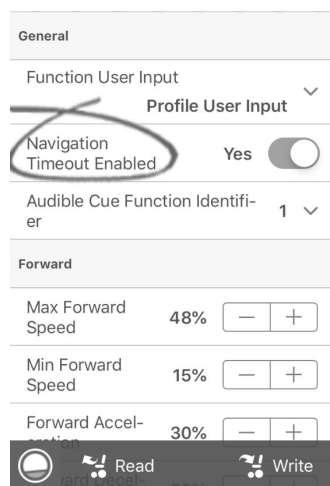 General
Function User Input
Profile User Input
Navigation
Timeout Enabled
Yes
Audible Cue Function Identifi-
er
1
Forward
Max Forward
Speed
48%
Min Forward
Speed
15%
Forward Accel-
30%
Read
Write